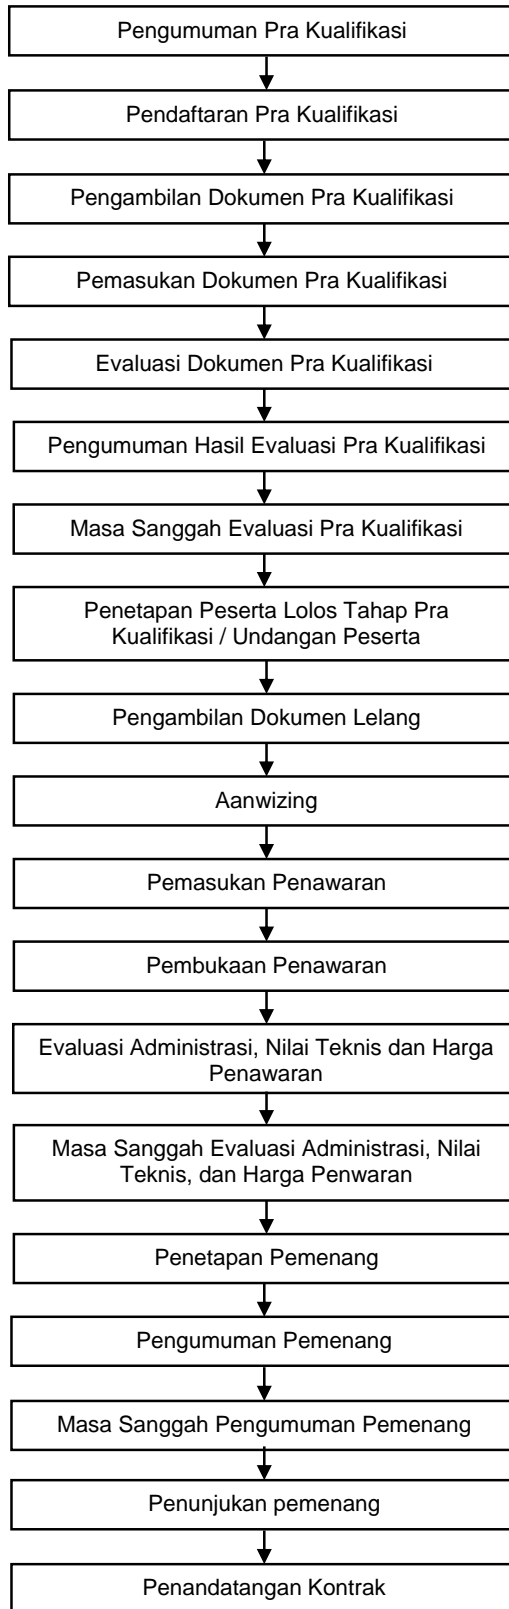 Pengumuman Pra Kualifikasi
Pendaftaran Pra Kualifikasi
Pengambilan Dokumen Pra Kualifikasi
Pemasukan Dokumen Pra Kualifikasi
Evaluasi Dokumen Pra Kualifikasi
Pengumuman Hasil Evaluasi Pra Kualifikasi
Masa Sanggah Evaluasi Pra Kualifikasi
Penetapan Peserta Lolos Tahap Pra
Kualifikasi / Undangan Peserta
Pengambilan Dokumen Lelang
Aanwizing
Pemasukan Penawaran
Pembukaan Penawaran
Evaluasi Administrasi, Nilai Teknis dan Harga
Penawaran
Masa Sanggah Evaluasi Administrasi, Nilai
Teknis, dan Harga Penwaran
Penetapan Pemenang
Pengumuman Pemenang
Masa Sanggah Pengumuman Pemenang
Penunjukan pemenang
Penandatangan Kontrak